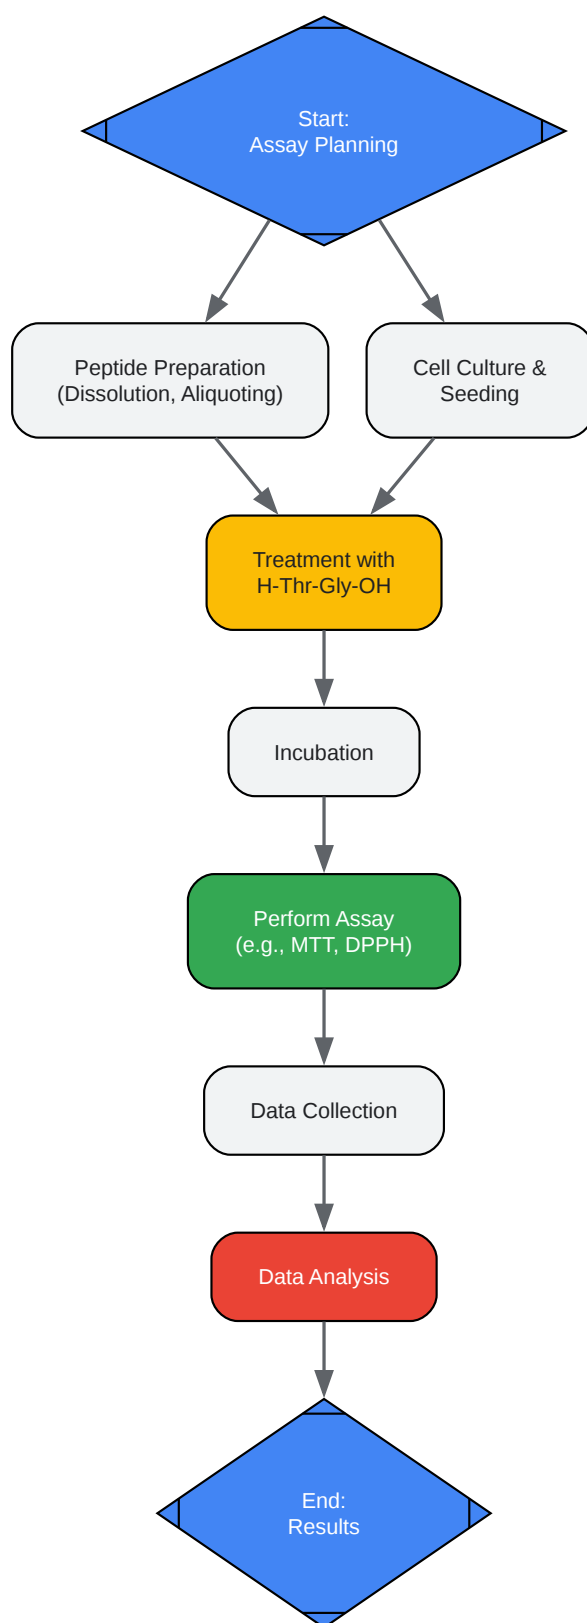 Start:
Assay Planning
Peptide Preparation
(Dissolution, Aliquoting)
Cell Culture &
Seeding
Treatment with
H-Thr-Gly-OH
Incubation
Perform Assay
(e.g., MTT, DPPH)
Data Collection
Data Analysis
End:
Results